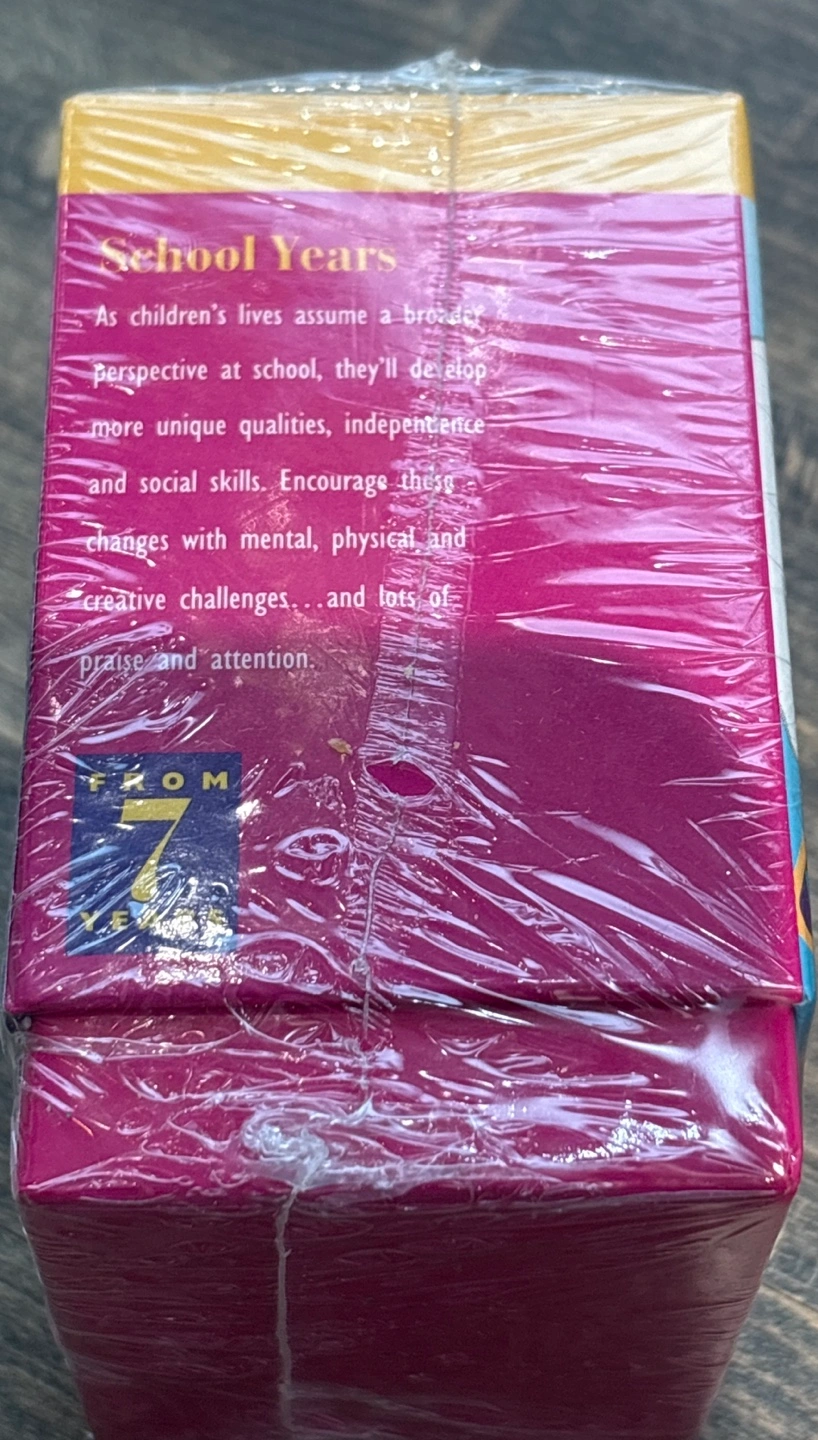 School Years
As children's lives assume a broader
perspective at school, they'll develop
more unique qualities, independence
and social skills. Encourage these
changes with mental, physical and
creative challenges...and lots of
praise and attention.
FROM
7
YEARS